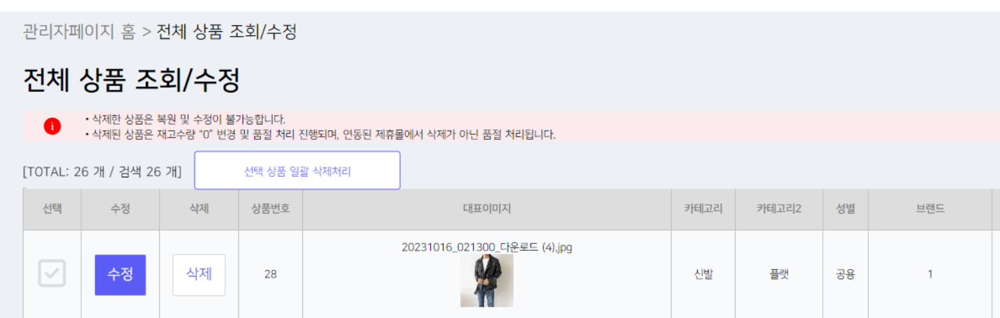 관리자페이지 홈 > 전체 상품 조회/수정
전체 상품 조회/수정
• 삭제한 상품은 복원 및 수정이 불가능합니다.
• 삭제된 상품은 재고수량 "0" 변경 및 품절 처리 진행되며, 연동된 제휴몰에서 삭제가 아닌 품절 처리됩니다.
[TOTAL: 26 개 / 검색 26 개] 선택 상품 일괄 삭제처리
선택 수정 삭제 상품번호 대표이미지 카테고리 카테고리2 성별 브랜드
20231016_021300_다운로드 (4).jpg
수정 삭제 28 신발 플랫 공용 1